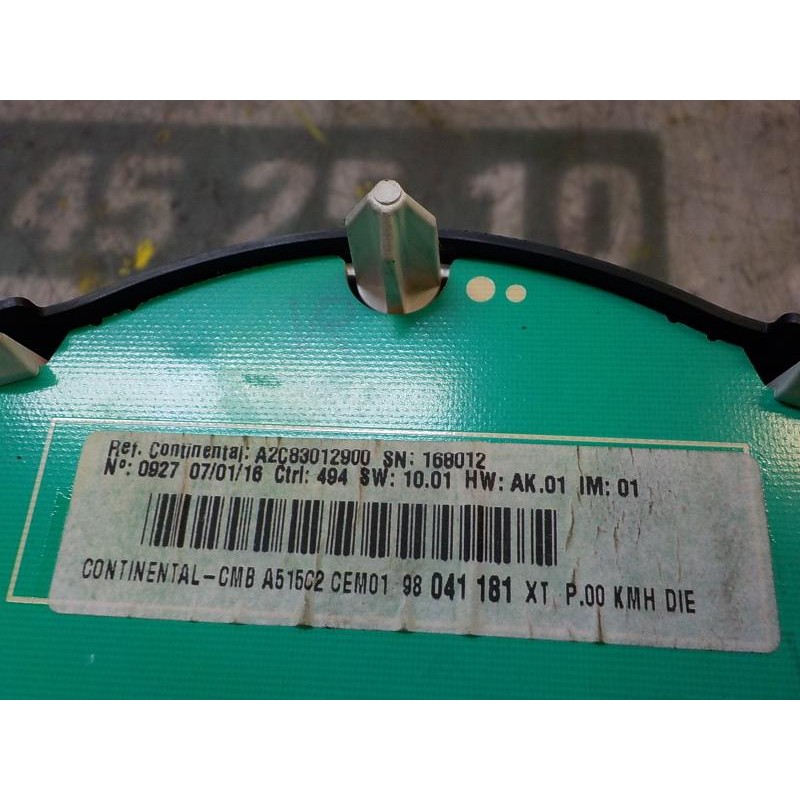 45 25 10
Ref. Continental: A2C83012900 SN: 168012
Nº: 0927 07/01/16 Ctrl: 494 SW: 10.01 HW: AK.01 IM: 01
CONTINENTAL-CMB A515C2 CEM01 98 041 181 XT P.00 KMH DIE